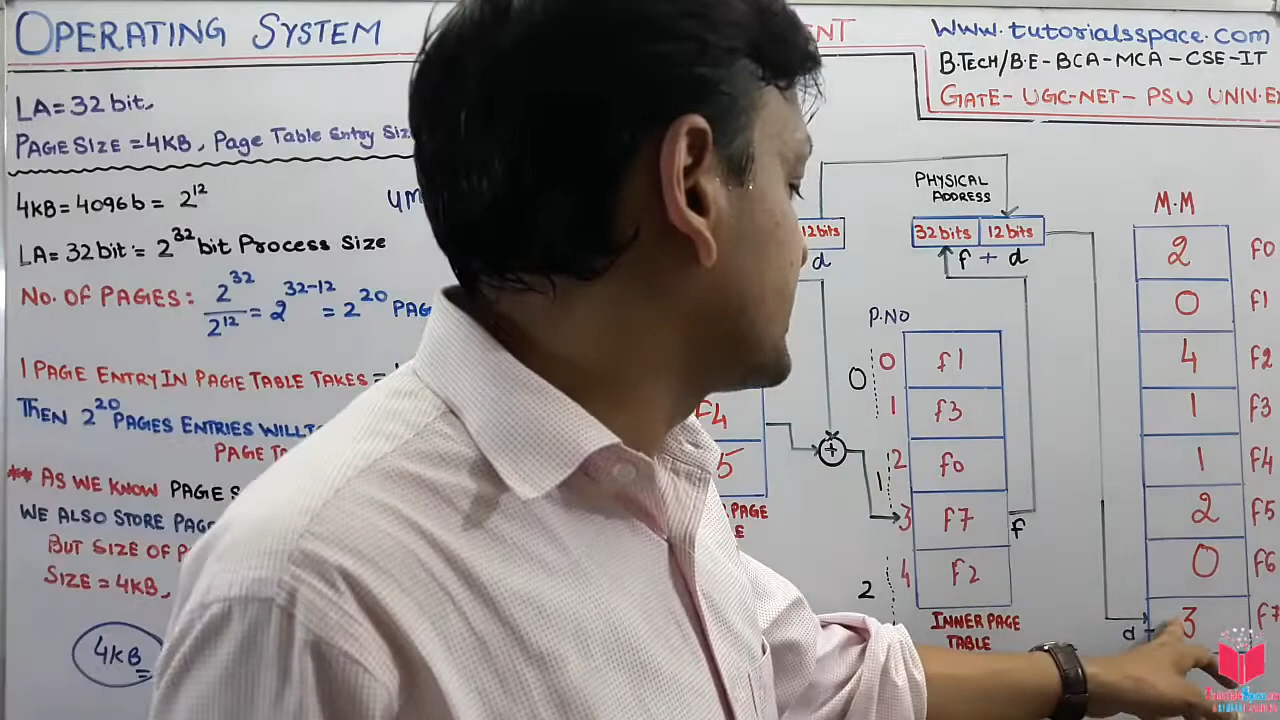 OPERATING SYSTEM
LA = 32 bit.
PAGE SIZE = 4KB, Page Table Entry
4KB = 4096b = 2^12
LA = 32 bit = 2^32 bit Process Size
NO. OF PAGES: 2^32 / 2^12 = 2^32-12 = 2^20
1 PAGE ENTRY IN PAGE TABLE TAKES =
THEN 2^20 PAGES ENTRIES
PAGE
** AS WE KNOW PAGE
WE ALSO STORE
BUT SIZE OF
SIZE = 4KB,
4KB
www.tutorialsspace.com
B.TECH/B.E-BCA-MCA-CSE-IT
GATE- UGC-NET- PSU UNIV.
12 bits
d
PHYSICAL
ADDRESS
32 bits 12 bits
f + d
F4
5
PAGE
+
P.NO
0 0 f1
1 f3
1 2 f0
3 F7
2 4 F2
f
INNER PAGE
TABLE
M.M
2 F0
0 F1
4 F2
1 F3
1 F4
2 F5
0 F6
3 F7
d